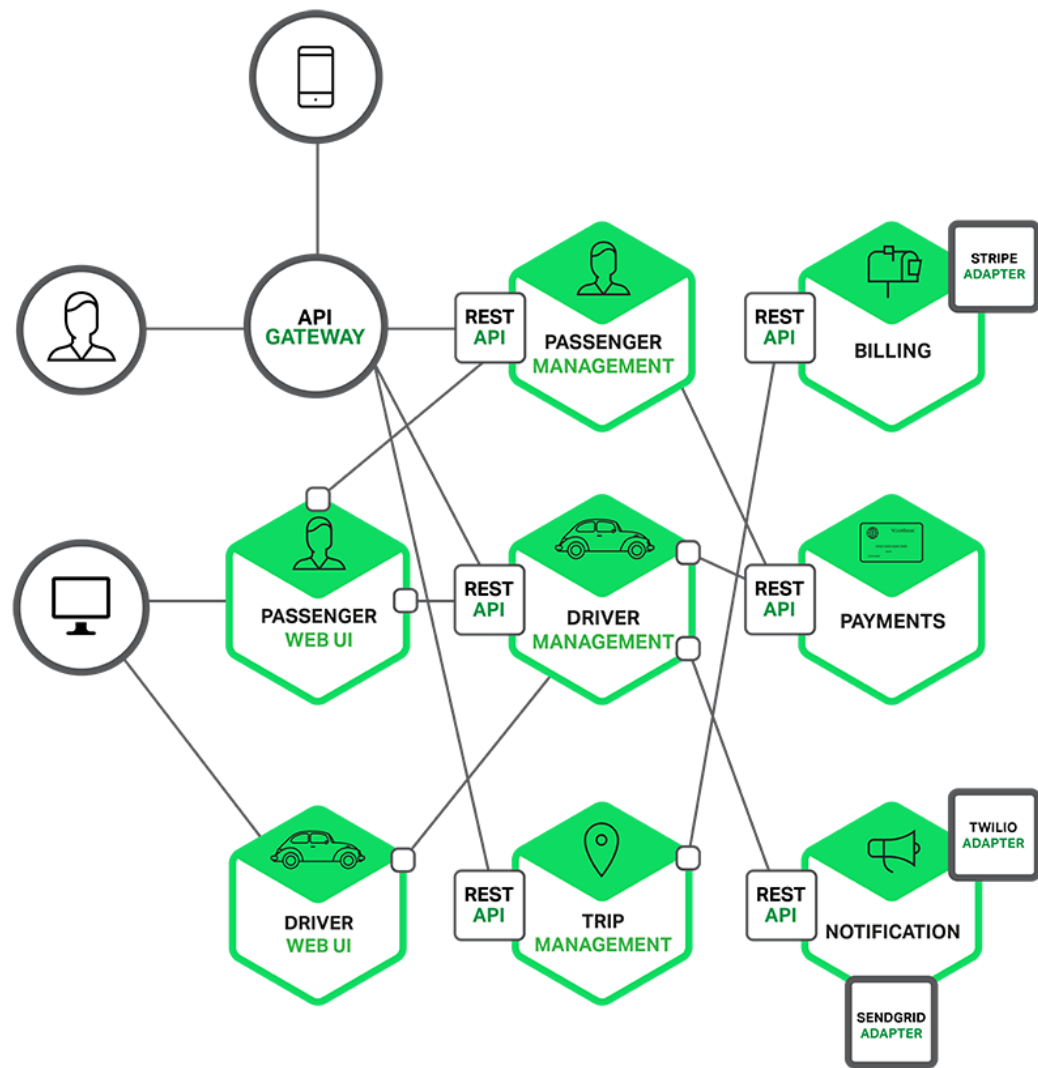 API
GATEWAY
REST
API
PASSENGER
MANAGEMENT
REST
API
BILLING
STRIPE
ADAPTER
PASSENGER
WEB UI
REST
API
DRIVER
MANAGEMENT
REST
API
PAYMENTS
DRIVER
WEB UI
REST
API
TRIP
MANAGEMENT
REST
API
NOTIFICATION
TWILIO
ADAPTER
SENDGRID
ADAPTER